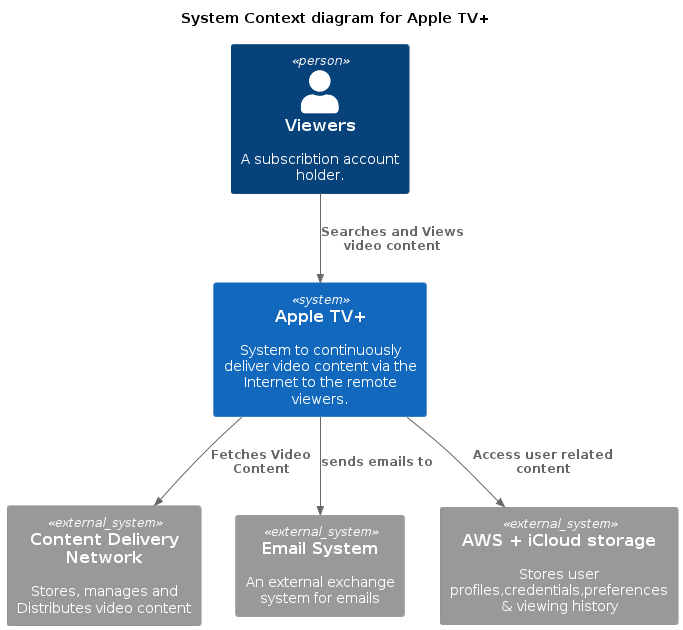 System Context diagram for Apple TV+
«person»
Viewers
A subscribtion account
holder.
Searches and Views
video content
«system»
Apple TV+
System to continuously
deliver video content via the
Internet to the remote
viewers.
Fetches Video
Content
sends emails to
Access user related
content
«external_system»
Content Delivery
Network
Stores, manages and
Distributes video content
«external_system»
Email System
An external exchange
system for emails
«external_system»
AWS + iCloud storage
Stores user
profiles,credentials,preferences
& viewing history